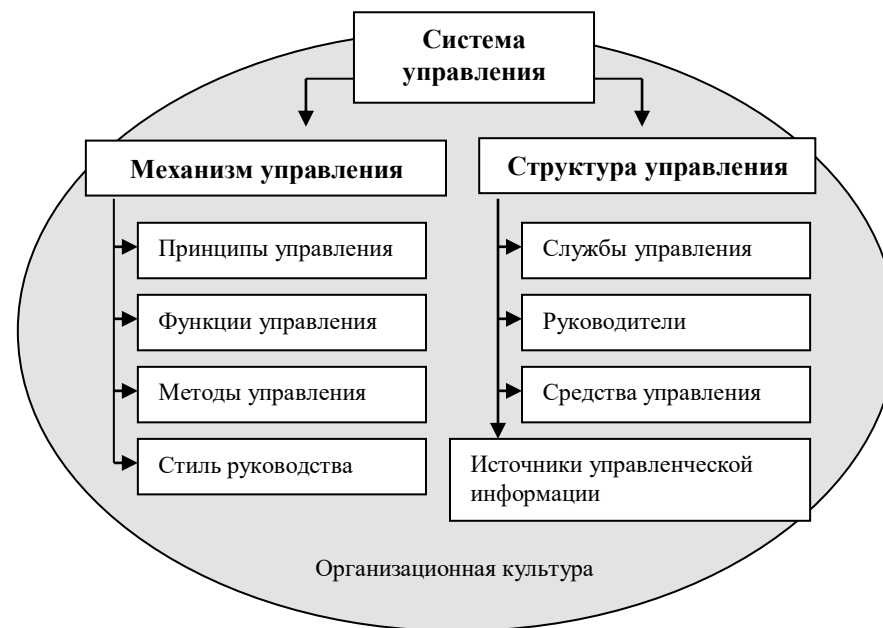 Система
управления
Механизм управления
Принципы управления
Функции управления
Методы управления
Стиль руководства
Структура управления
Службы управления
Руководители
Средства управления
Источники управленческой
информации
Организационная культура